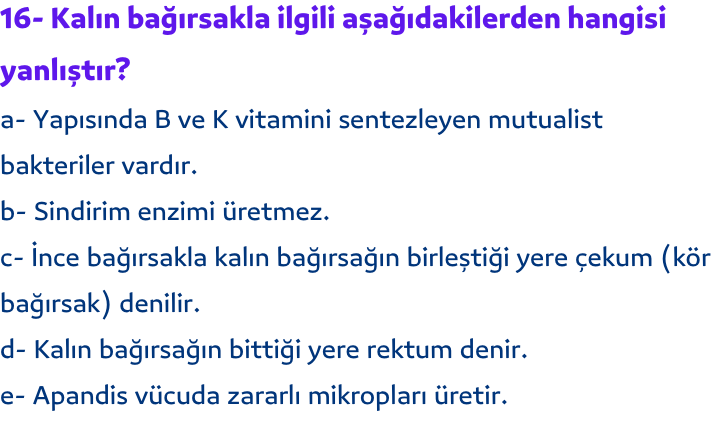 16- Kalın bağırsakla ilgili aşağıdakilerden hangisi
yanlıştır?
a- Yapısında B ve K vitamini sentezleyen mutualist
bakteriler vardır.
b- Sindirim enzimi üretmez.
c- İnce bağırsakla kalın bağırsağın birleştiği yere çekum (kör
bağırsak) denilir.
d- Kalın bağırsağın bittiği yere rektum denir.
e- Apandis vücuda zararlı mikropları üretir.